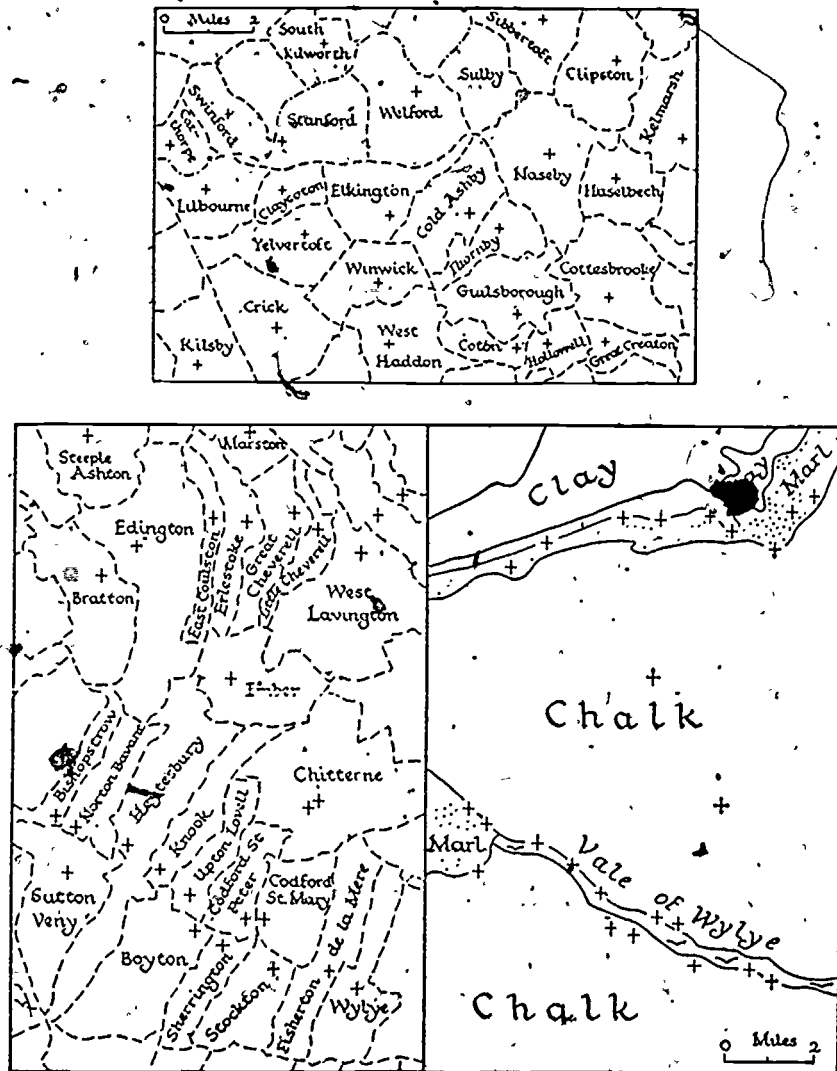 0 Miles 2
South
Kilworth
Sibbertoft
Swinford
Cat-
thorpe
Stanford
Welford
Sulby
Clipston
Kelmarsh
Lilbourne
Claycoton
Elkington
Cold Ashby
Naseby
Haselbech
Yelvertoft
Winwick
Thornby
Cottesbrooke
Guilsborough
Crick
Kilsby
West
Haddon
Coton
Hollowell
Great Creaton
Steeple
Ashton
Marston
Edington
Bratton
East Coulston
Erlestoke
Great
Cheverell
Little Cheverell
West
Lavington
Imber
Bishopstrow
Norton Bavant
Heytesbury
Knook
Upton Lovell
Codford St
Peter
Chitterne
Codford
St. Mary
Sutton
Veny
Boyton
Sherrington
Stockton
Fisherton
de la Mere
Wylye
Clay
Marl
Chalk
Marl
Vale of Wylye
Chalk
0 Miles 2